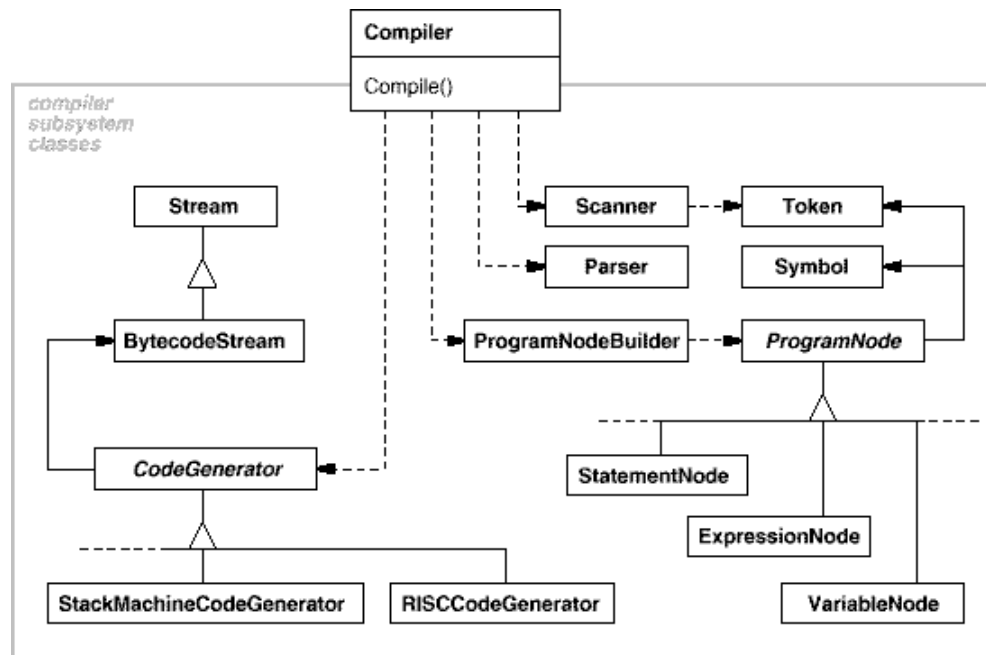 Compiler
Compile()
compiler
subsystem
classes
Stream
Scanner
Token
Parser
Symbol
BytecodeStream
ProgramNodeBuilder
ProgramNode
CodeGenerator
StatementNode
ExpressionNode
StackMachineCodeGenerator
RISCCodeGenerator
VariableNode